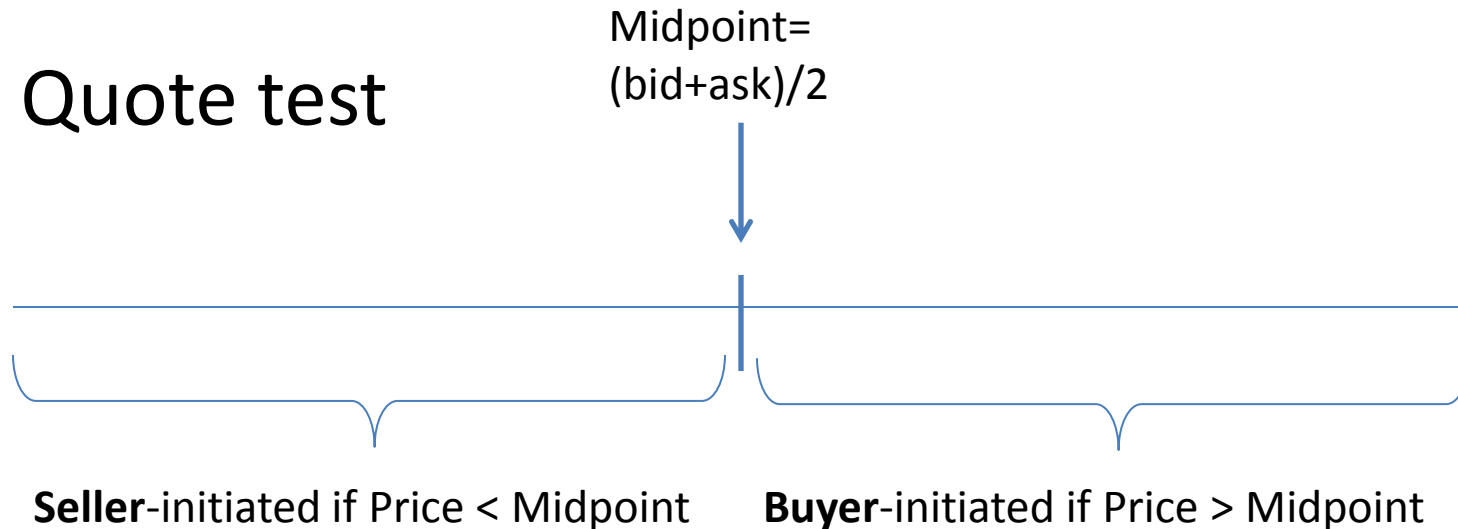 Quote test
Midpoint=
(bid+ask)/2
Seller-initiated if Price < Midpoint
Buyer-initiated if Price > Midpoint